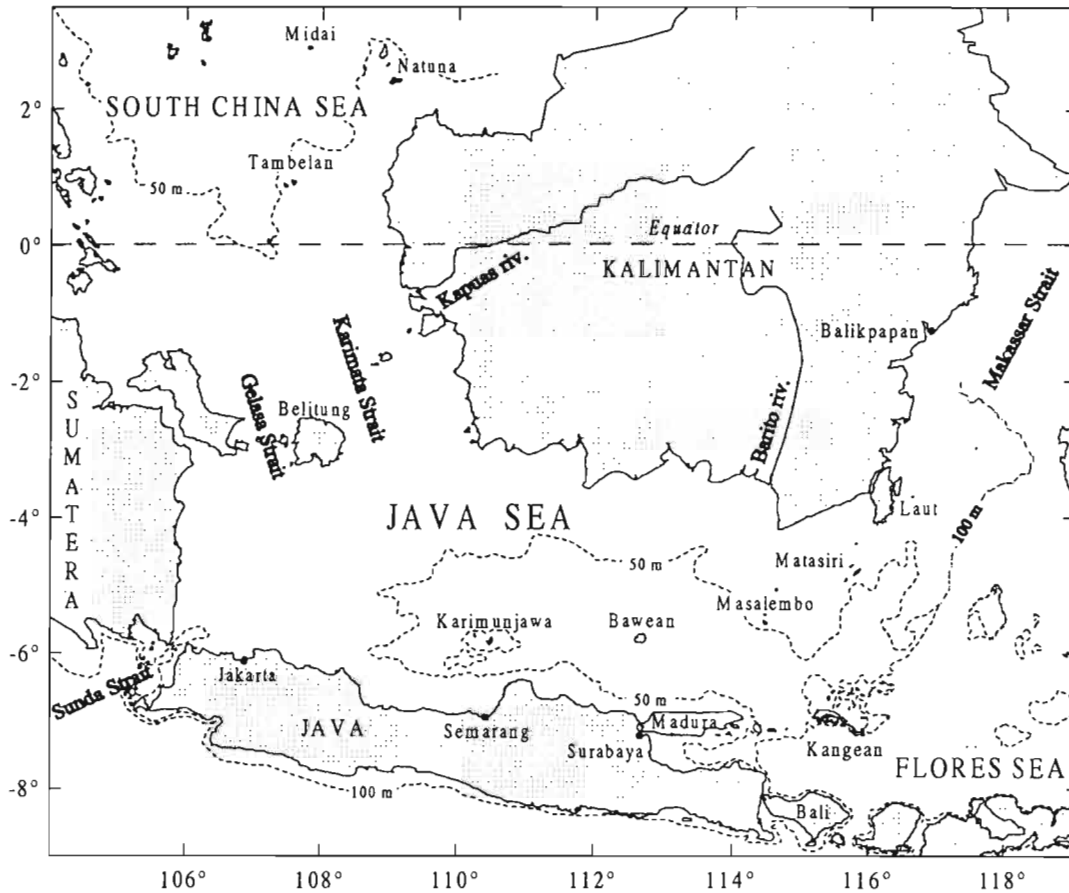 Midai
Natuna
SOUTH CHINA SEA
2°
Tambelan
50 m
Equator
0°
KALIMANTAN
Kapuas riv.
Makassar Strait
Balikpapan
Karimata Strait
-2°
Gelasa Strait
Belitung
SUMATERA
Barito riv.
-4°
JAVA SEA
Laut
100 m
50 m
Matasiri
Masalembo
Karimunjawa
Bawean
-6°
Sunda Strait
Jakarta
50 m
JAVA
Semarang
Madura
Surabaya
Kangean
FLORES SEA
-8°
100 m
Bali
106°
108°
110°
112°
114°
116°
118°